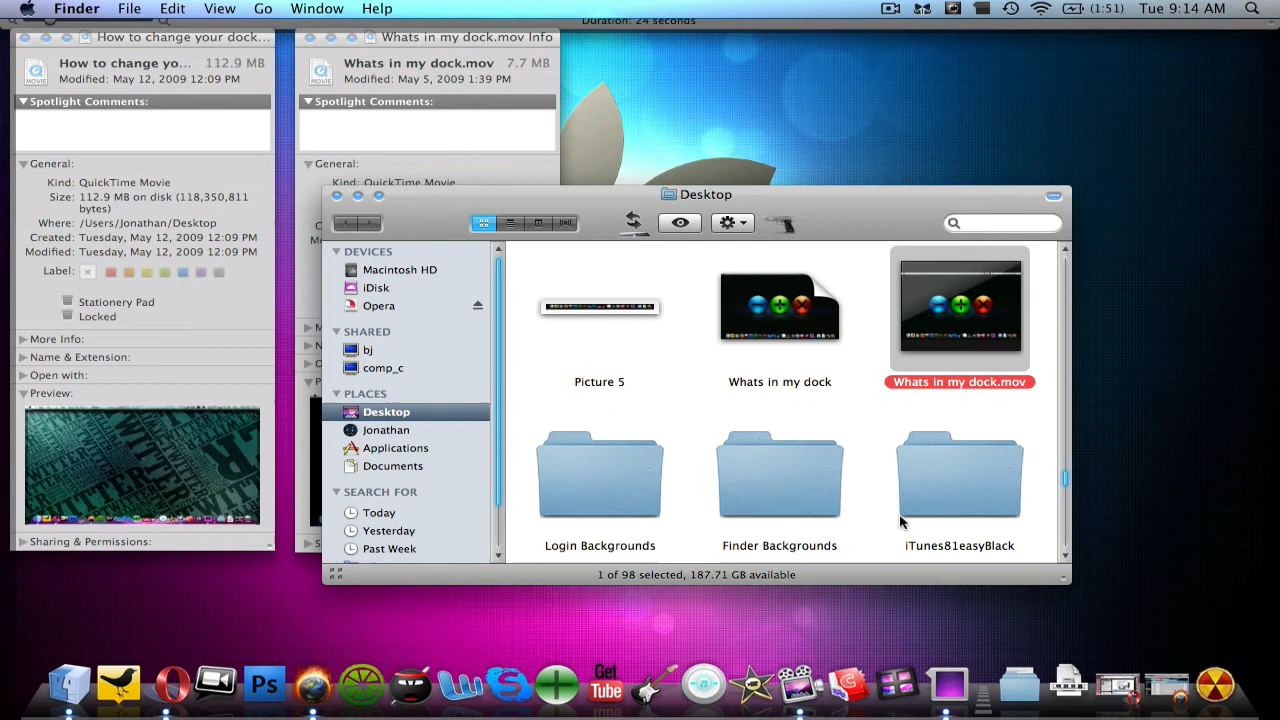 Finder File Edit View Go Window Help (1:51) Tue 9:14 AM
Duration: 24 seconds
How to change your dock...
How to change yo... 112.9 MB
Modified: May 12, 2009 12:09 PM
Spotlight Comments:
General:
Kind: QuickTime Movie
Size: 112.9 MB on disk (118,350,811
bytes)
Where: /Users/Jonathan/Desktop
Created: Tuesday, May 12, 2009 12:09 PM
Modified: Tuesday, May 12, 2009 12:09 PM
Label:
Stationery Pad
Locked
More Info:
Name & Extension:
Open with:
Preview:
Sharing & Permissions:
Whats in my dock.mov Info
Whats in my dock.mov 7.7 MB
Modified: May 5, 2009 1:39 PM
Spotlight Comments:
General:
Kind: QuickTime Movie
Desktop
DEVICES
Macintosh HD
iDisk
Opera
SHARED
bj
comp_c
PLACES
Desktop
Jonathan
Applications
Documents
SEARCH FOR
Today
Yesterday
Past Week
Picture 5 Whats in my dock Whats in my dock.mov
Login Backgrounds Finder Backgrounds iTunes81easyBlack
1 of 98 selected, 187.71 GB available
Ps
Get
Tube